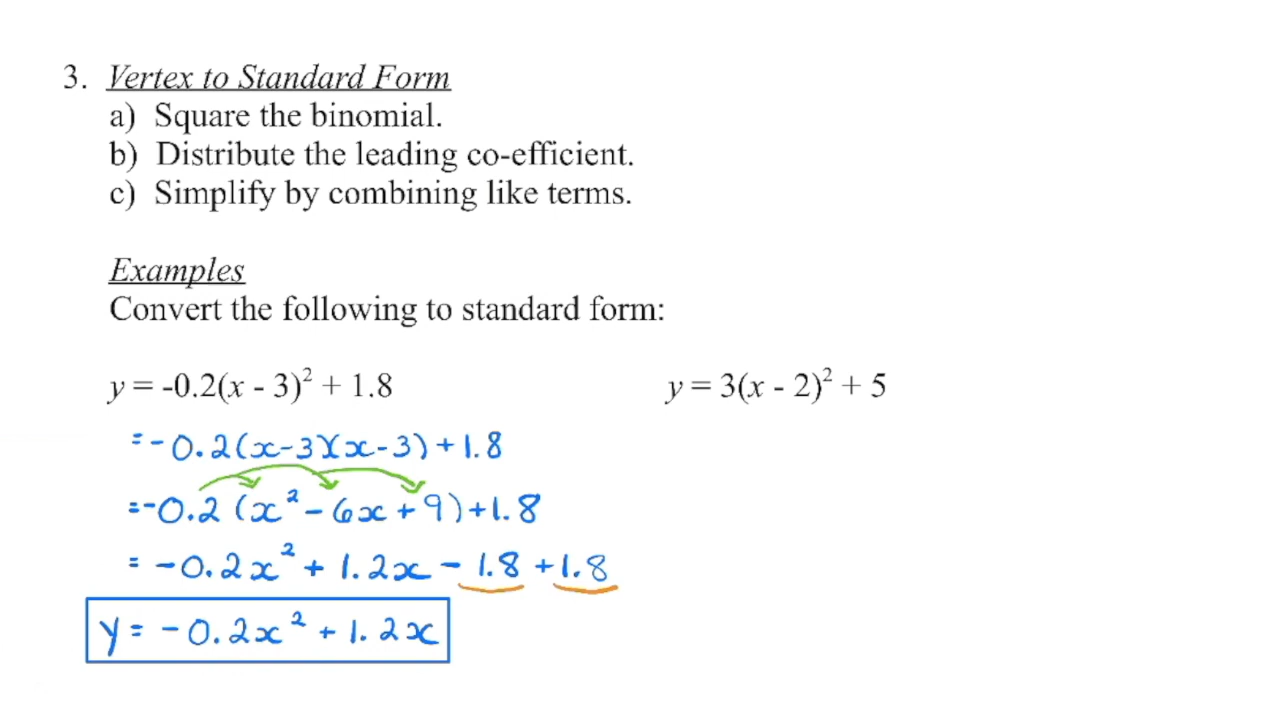 3. Vertex to Standard Form
a) Square the binomial.
b) Distribute the leading co-efficient.
c) Simplify by combining like terms.
Examples
Convert the following to standard form:
y = -0.2(x - 3)² + 1.8
= -0.2(x-3)(x-3)+1.8
= -0.2(x²-6x+9)+1.8
= -0.2x² + 1.2x - 1.8 + 1.8
y = -0.2x² + 1.2x
y = 3(x - 2)² + 5